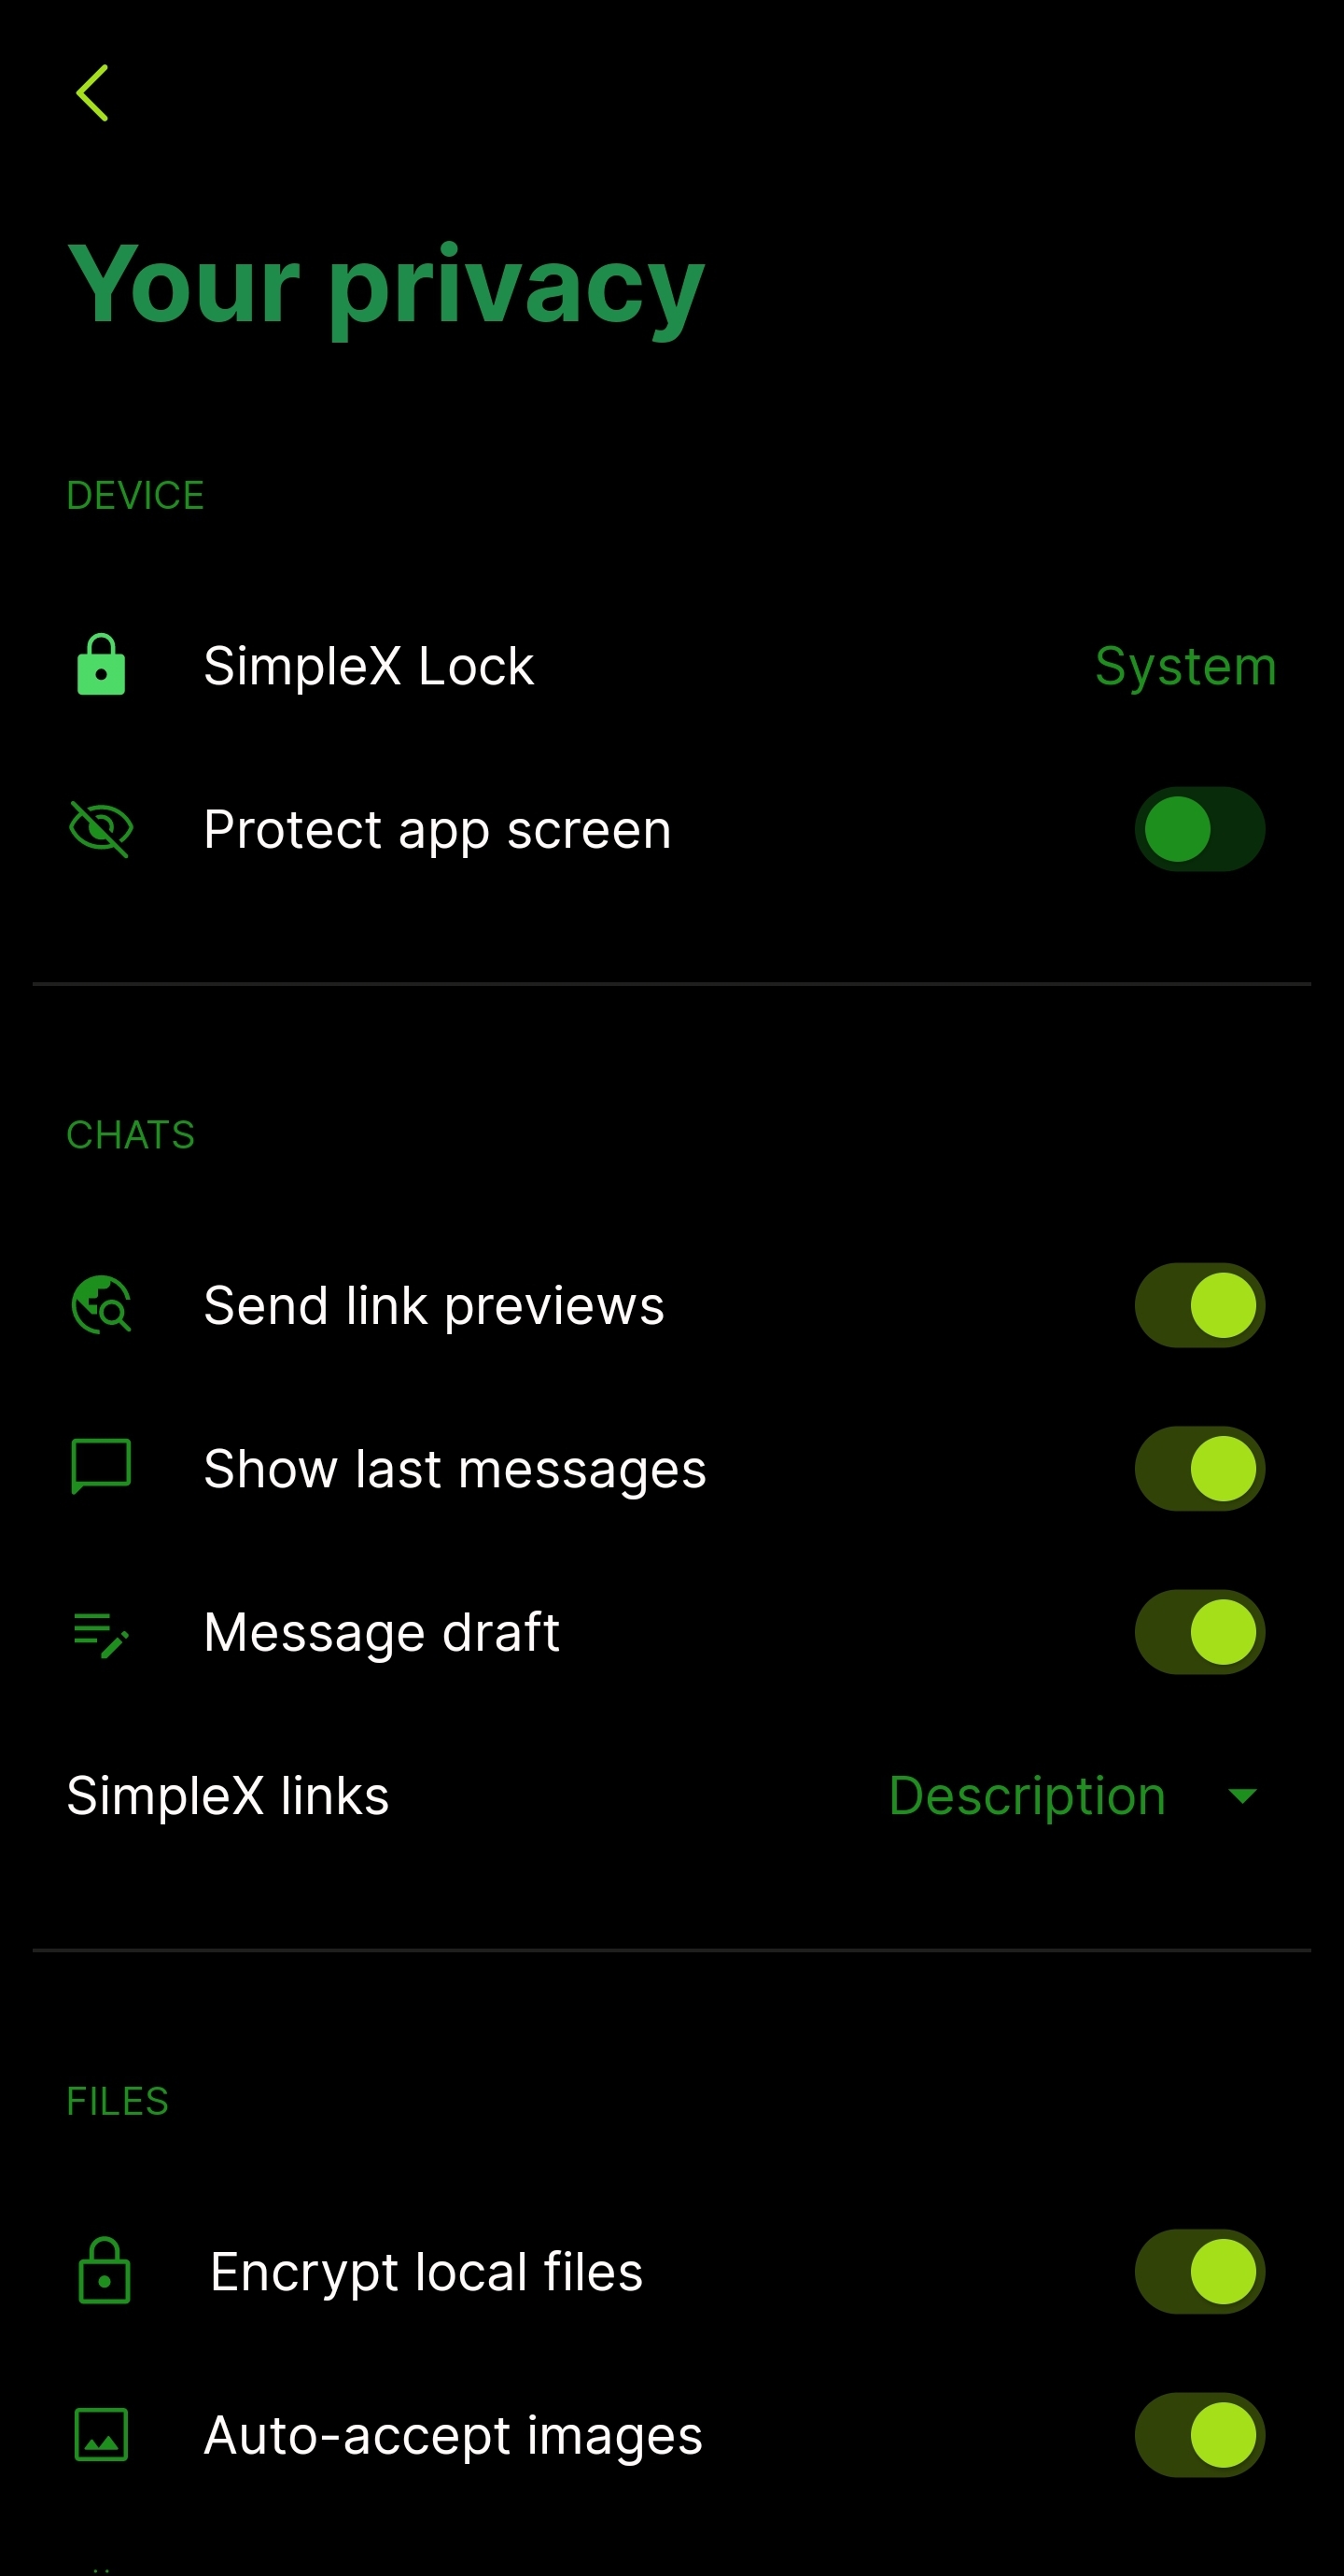 Your privacy
DEVICE
SimpleX Lock System
Protect app screen
CHATS
Send link previews
Show last messages
Message draft
SimpleX links Description
FILES
Encrypt local files
Auto-accept images